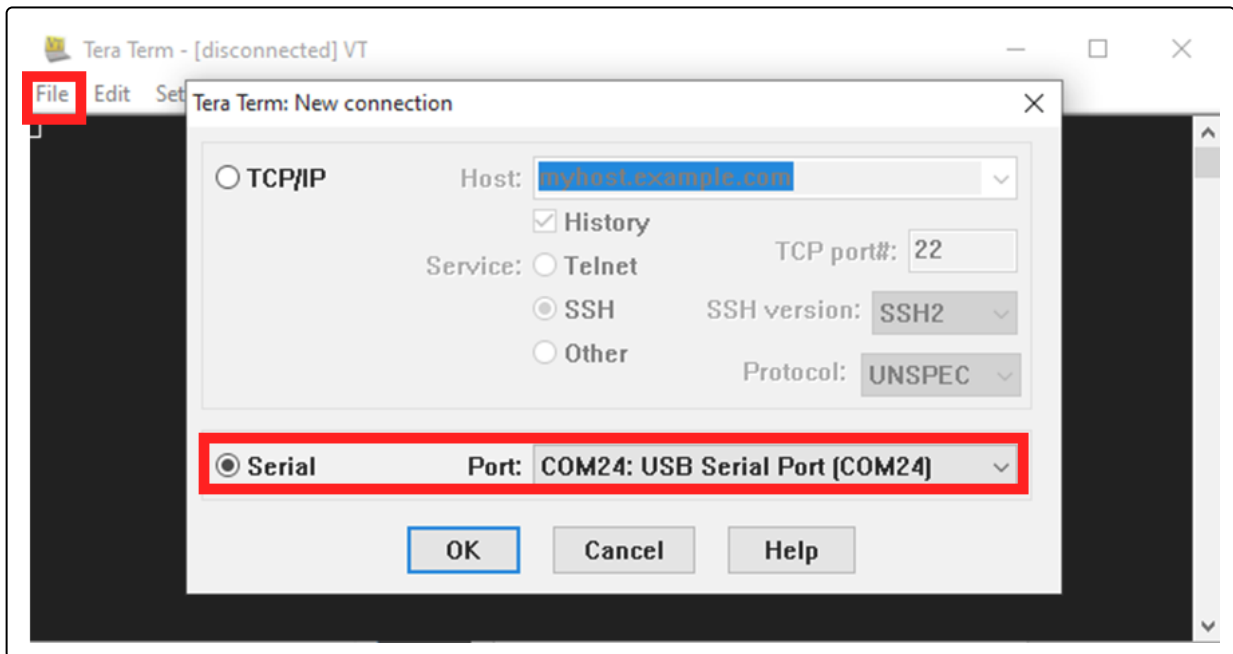 Tera Term - [disconnected] VT
File Edit Set
Tera Term: New connection
TCP/IP Host: myhost.example.com
History
Service: Telnet TCP port#: 22
SSH SSH version: SSH2
Other Protocol: UNSPEC
Serial Port: COM24: USB Serial Port (COM24)
OK Cancel Help